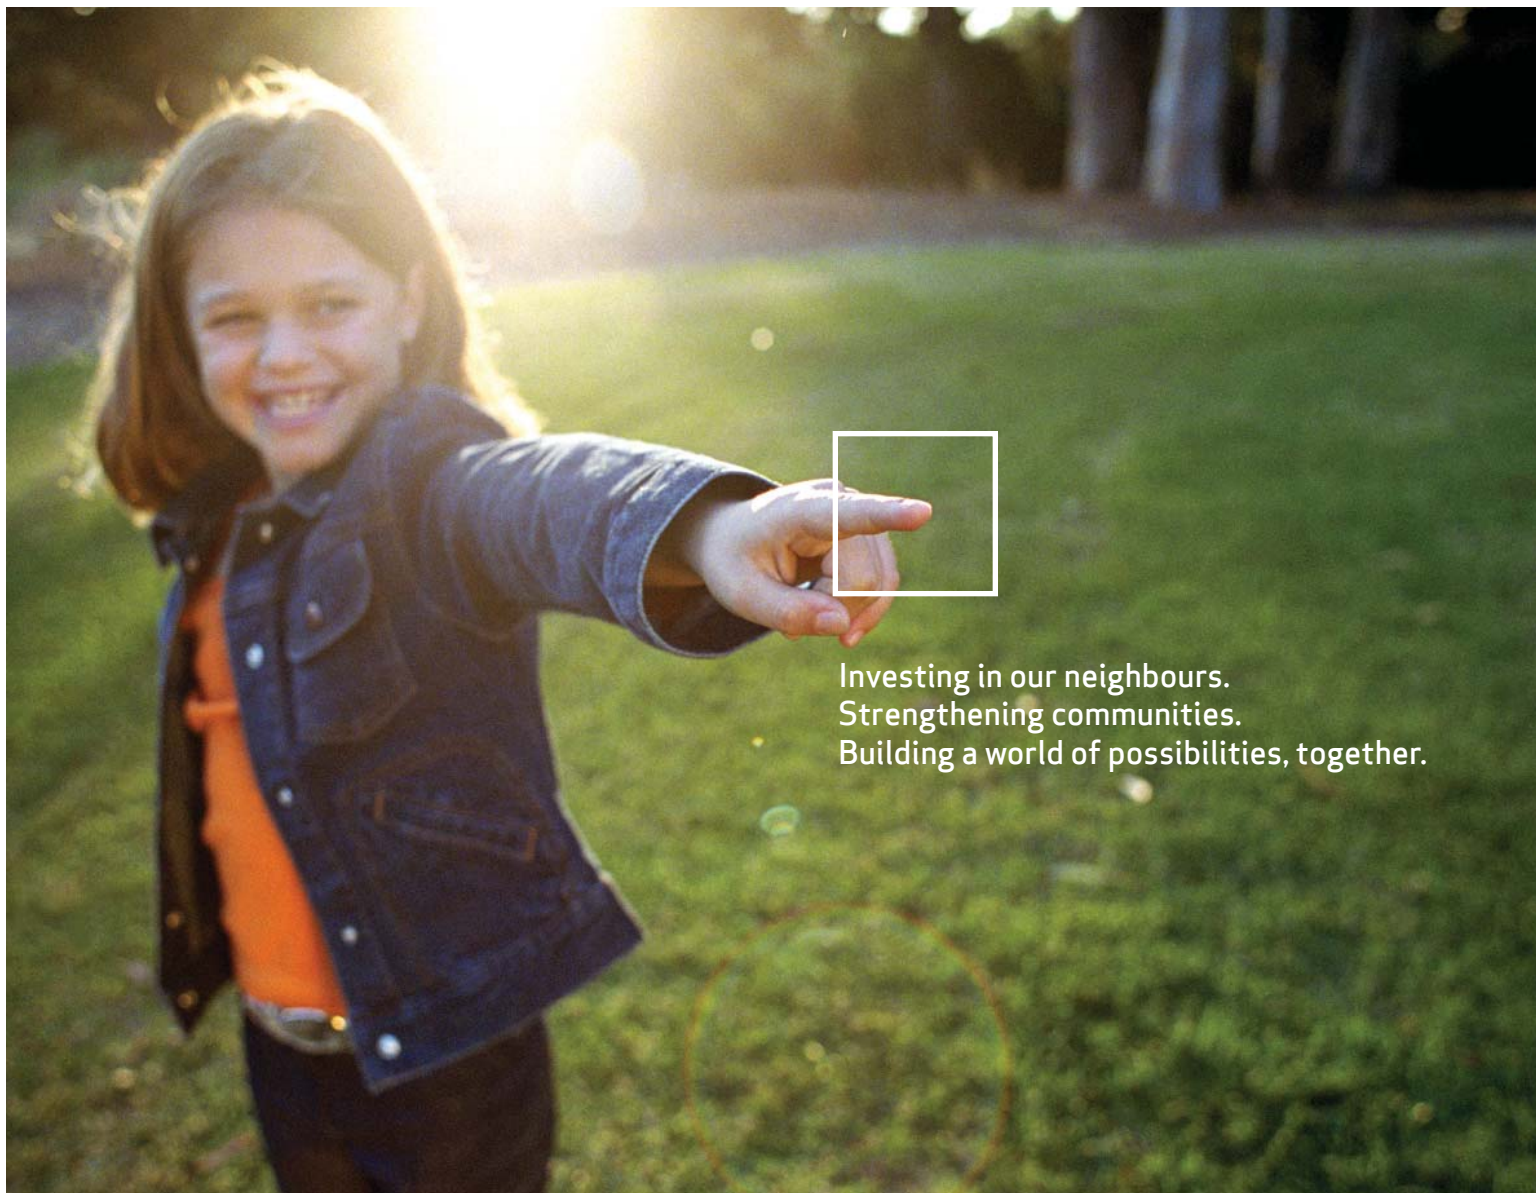 Investing in our neighbours.
Strengthening communities.
Building a world of possibilities, together.